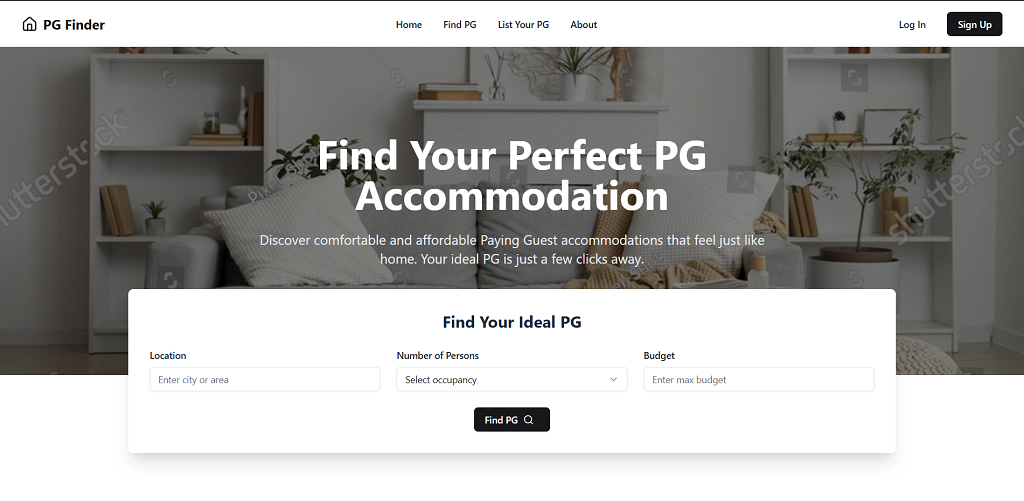 PG Finder
Home
Find PG
List Your PG
About
Log In
Sign Up
shutterstock
shutterstock
Find Your Perfect PG
Accommodation
Discover comfortable and affordable Paying Guest accommodations that feel just like
home. Your ideal PG is just a few clicks away.
Find Your Ideal PG
Location
Number of Persons
Budget
Enter city or area
Select occupancy
Enter max budget
Find PG